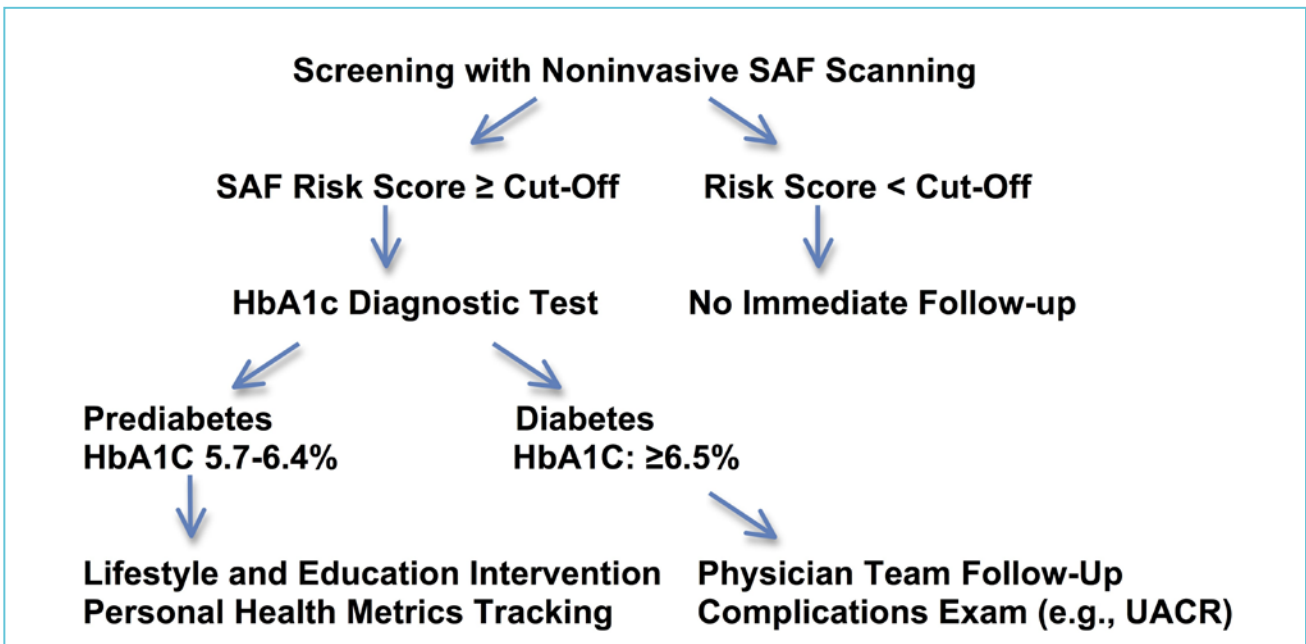 Screening with Noninvasive SAF Scanning
SAF Risk Score ≥ Cut-Off
Risk Score < Cut-Off
HbA1c Diagnostic Test
No Immediate Follow-up
Prediabetes
HbA1C 5.7-6.4%
Diabetes
HbA1C: ≥6.5%
Lifestyle and Education Intervention
Personal Health Metrics Tracking
Physician Team Follow-Up
Complications Exam (e.g., UACR)